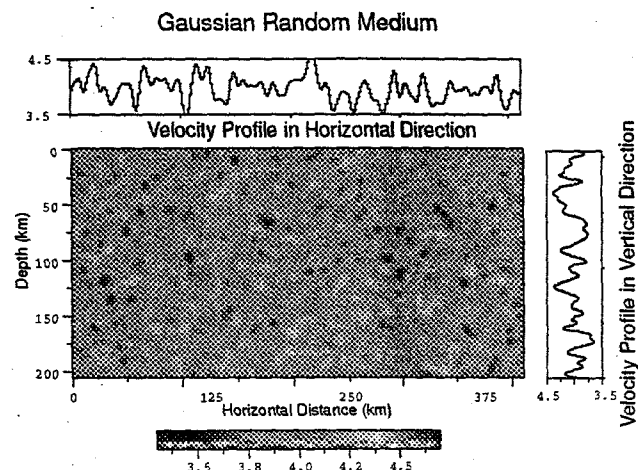 Gaussian Random Medium
4.5
3.5
Velocity Profile in Horizontal Direction
0
50
100
150
200
Depth (km)
0 125 250 375
Horizontal Distance (km)
4.5 3.5
Velocity Profile in Vertical Direction
3.6 3.8 4.0 4.2 4.5